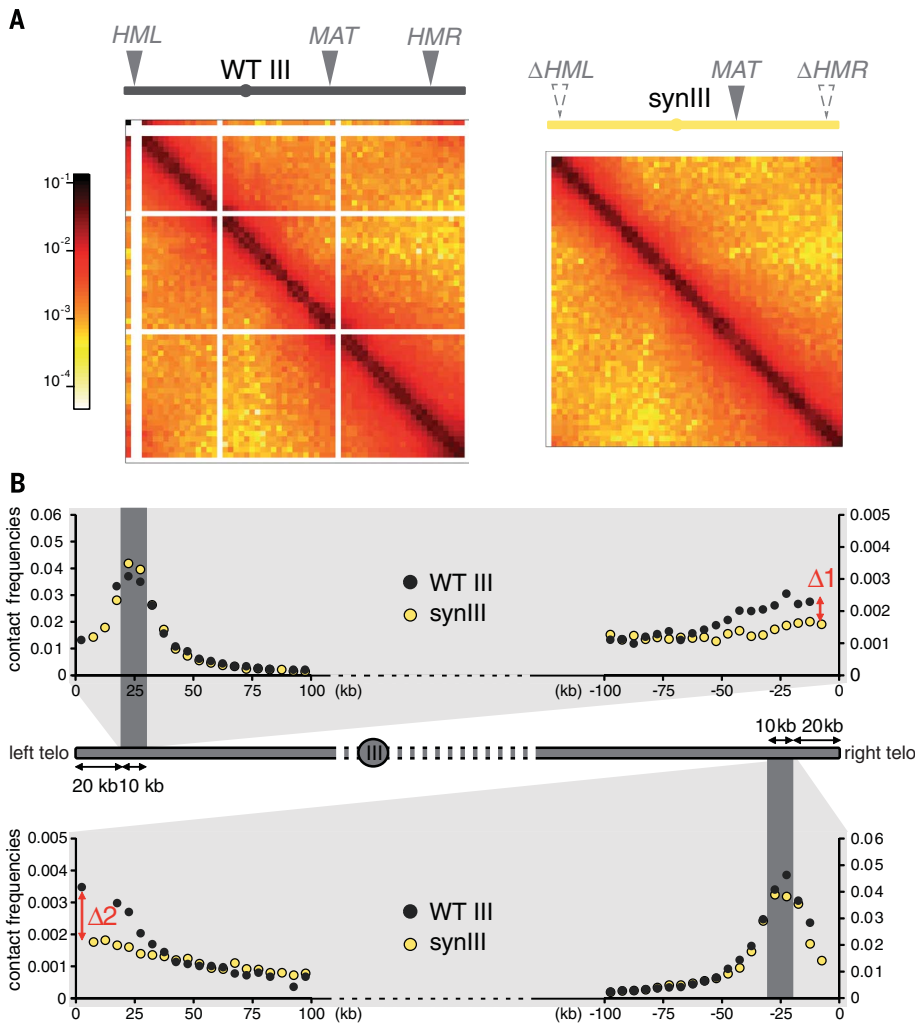 A
HML MAT HMR
WT III
ΔHML MAT ΔHMR
synIII
10-1
10-2
10-3
10-4
B
0.06
0.05
0.04
0.03
0.02
0.01
0
contact frequencies
0 25 50 75 100 (kb)
WT III
synIII
Δ1
0.005
0.004
0.003
0.002
0.001
0
(kb) -100 -75 -50 -25 0
left telo
20 kb 10 kb
III
10kb 20kb
right telo
0.005
0.004
0.003
0.002
0.001
0
contact frequencies
Δ2
0 25 50 75 100 (kb)
WT III
synIII
0.06
0.05
0.04
0.03
0.02
0.01
0
(kb) -100 -75 -50 -25 0